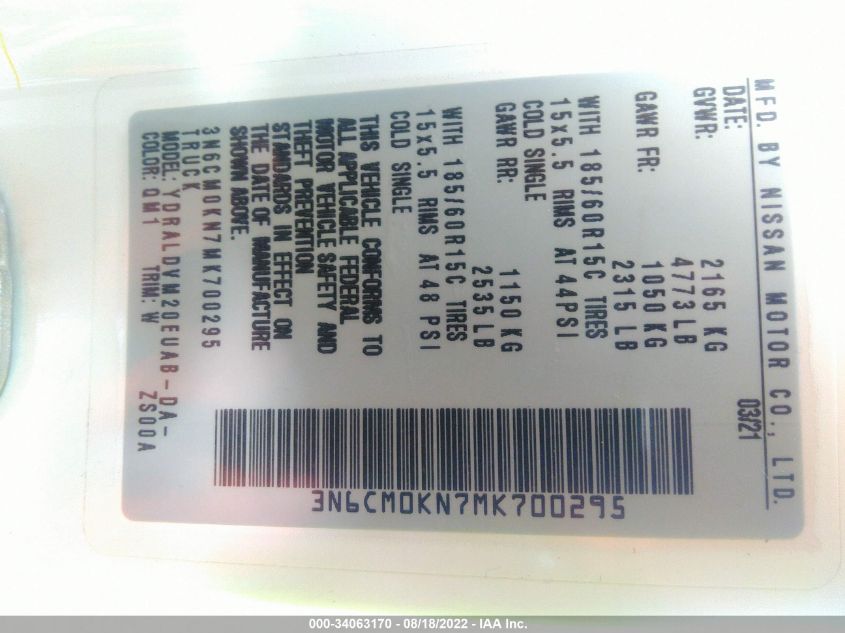 MFD. BY NISSAN MOTOR CO., LTD.
DATE: 03/21
GVWR: 2165 KG
4773 LB
GAWR FR: 1050 KG
2315 LB
WITH 185/60R15C TIRES
15x5.5 RIMS AT 44PSI
COLD SINGLE
GAWR RR: 1150 KG
2535 LB
WITH 185/60R15C TIRES
15x5.5 RIMS AT 48 PSI
COLD SINGLE
THIS VEHICLE CONFORMS TO
ALL APPLICABLE FEDERAL
MOTOR VEHICLE SAFETY AND
THEFT PREVENTION
STANDARDS IN EFFECT ON
THE DATE OF MANUFACTURE
SHOWN ABOVE.
3N6CM0KN7MK700295
TRUCK
MODEL: YDRALDVM20EUAB-DA-
COLOR: QM1 TRIM: W ZS00A
3N6CM0KN7MK700295
000-34063170 - 08/18/2022 - IAA Inc.